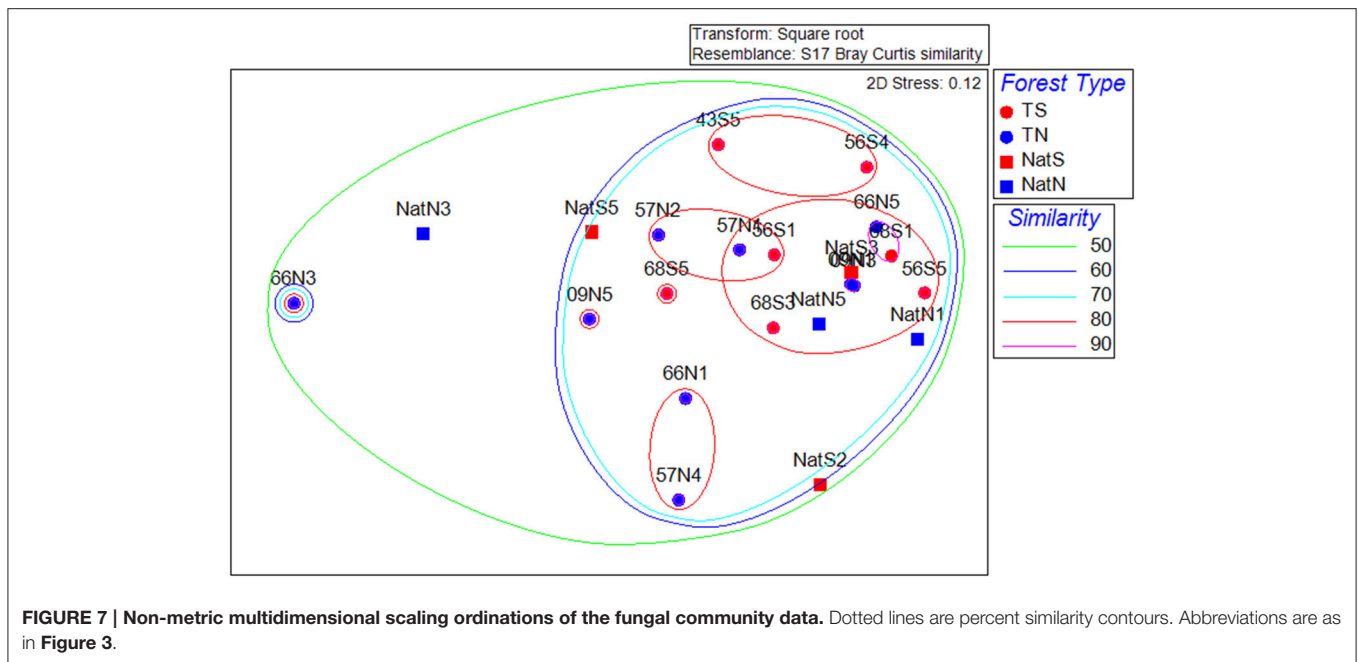 Transform: Square root
Resemblance: S17 Bray Curtis similarity
2D Stress: 0.12
Forest Type
TS
TN
NatS
NatN
Similarity
50
60
70
80
90
43S5
56S4
NatN3
NatS5
57N2
57N1
56S1
66N5
68S1
NatS3
09N3
66N3
68S5
56S5
09N5
68S3
NatN5
NatN1
66N1
57N4
NatS2
FIGURE 7 | Non-metric multidimensional scaling ordinations of the fungal community data. Dotted lines are percent similarity contours. Abbreviations are as
in Figure 3.